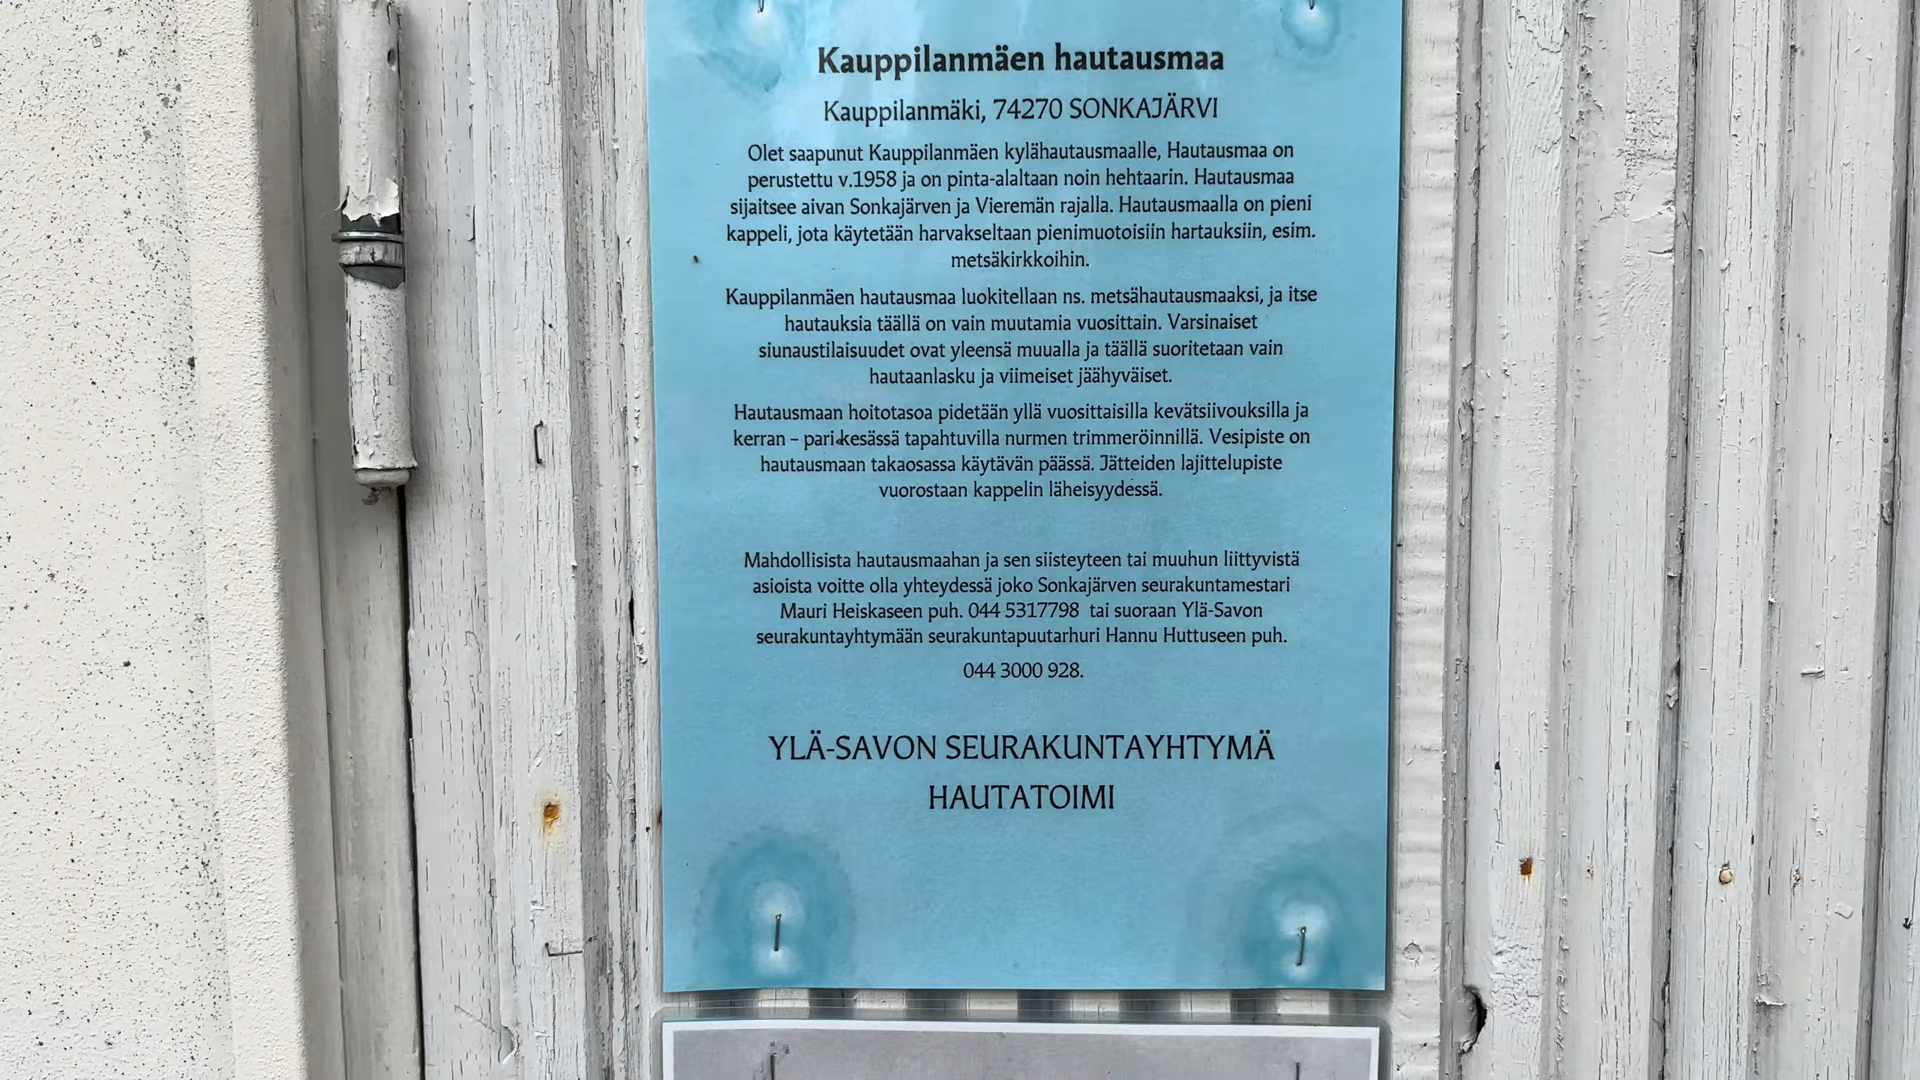 Kauppilanmäen hautausmaa
Kauppilanmäki, 74270 SONKAJÄRVI
Olet saapunut Kauppilanmäen kylähautausmaalle, Hautausmaa on
perustettu v.1958 ja on pinta-alaltaan noin hehtaarin. Hautausmaa
sijaitsee aivan Sonkajärven ja Vieremän rajalla. Hautausmaalla on pieni
kappeli, jota käytetään harvakseltaan pienimuotoisiin hartauksiin, esim.
metsäkirkkoihin.
Kauppilanmäen hautausmaa luokitellaan ns. metsähautausmaaksi, ja itse
hautauksia täällä on vain muutamia vuosittain. Varsinaiset
siunaustilaisuudet ovat yleensä muualla ja täällä suoritetaan vain
hautaanlasku ja viimeiset jäähyväiset.
Hautausmaan hoitotasoa pidetään yllä vuosittaisilla kevätsiivouksilla ja
kerran – pari kesässä tapahtuvilla nurmen trimmeröinnillä. Vesipiste on
hautausmaan takaosassa käytävän päässä. Jätteiden lajittelupiste
vuorostaan kappelin läheisyydessä.
Mahdollisista hautausmaahan ja sen siisteyteen tai muuhun liittyvistä
asioista voitte olla yhteydessä joko Sonkajärven seurakuntamestari
Mauri Heiskaseen puh. 044 5317798 tai suoraan Ylä-Savon
seurakuntayhtymään seurakuntapuutarhuri Hannu Huttuseen puh.
044 3000 928.
YLÄ-SAVON SEURAKUNTAYHTYMÄ
HAUTATOIMI